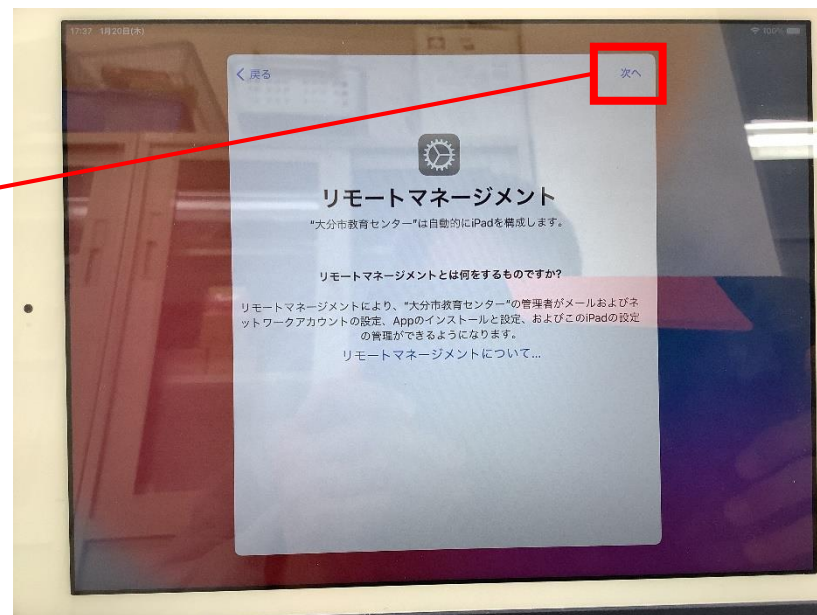 17:37 1月20日(木)
100%
戻る
次へ
リモートマネージメント
"大分市教育センター"は自動的にiPadを構成します。
リモートマネージメントとは何をするものですか?
リモートマネージメントにより、"大分市教育センター"の管理者がメールおよびネ
ットワークアカウントの設定、Appのインストールと設定、およびこのiPadの設定
の管理ができるようになります。
リモートマネージメントについて...